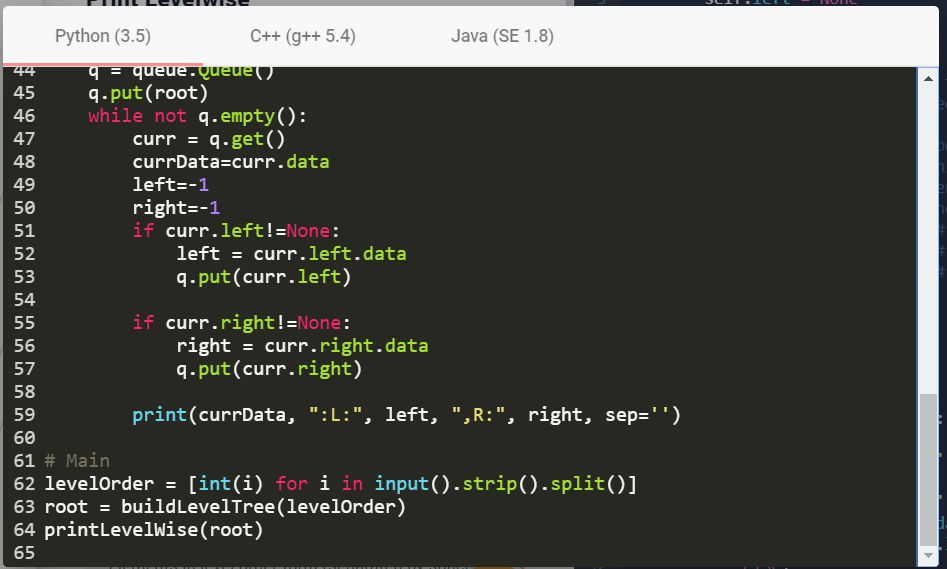 Print Levelwise
self.left = None
Python (3.5) C++ (g++ 5.4) Java (SE 1.8)
44 q = queue.Queue()
45 q.put(root)
46 while not q.empty():
47 curr = q.get()
48 currData=curr.data
49 left=-1
50 right=-1
51 if curr.left!=None:
52 left = curr.left.data
53 q.put(curr.left)
54
55 if curr.right!=None:
56 right = curr.right.data
57 q.put(curr.right)
58
59 print(currData, ":L:", left, ",R:", right, sep='')
60
61 # Main
62 levelOrder = [int(i) for i in input().strip().split()]
63 root = buildLevelTree(levelOrder)
64 printLevelWise(root)
65